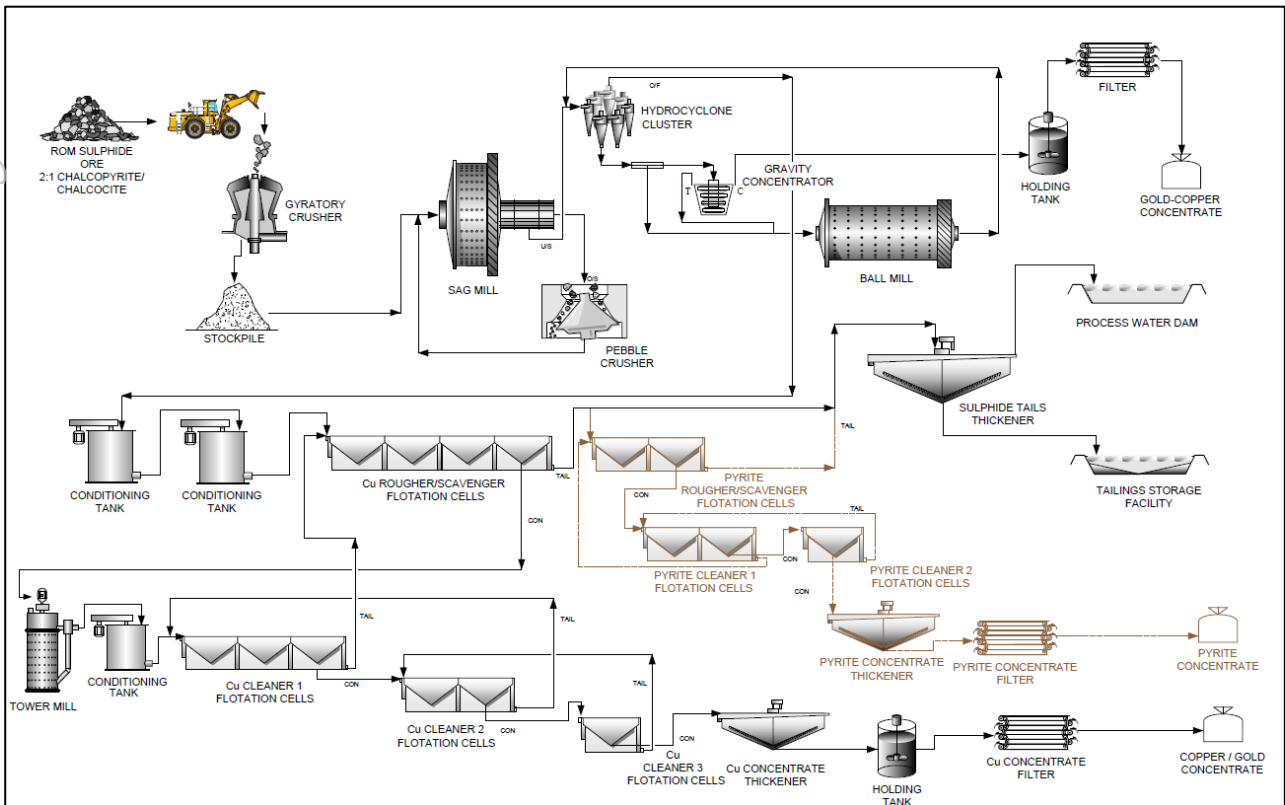 ROM SULPHIDE
ORE
2:1 CHALCOPYRITE/
CHALCOCITE
GYRATORY
CRUSHER
STOCKPILE
SAG MILL
U/S
O/S
PEBBLE
CRUSHER
O/F
HYDROCYCLONE
CLUSTER
GRAVITY
CONCENTRATOR
T
C
BALL MILL
HOLDING
TANK
FILTER
GOLD-COPPER
CONCENTRATE
PROCESS WATER DAM
SULPHIDE TAILS
THICKENER
TAILINGS STORAGE
FACILITY
CONDITIONING
TANK
CONDITIONING
TANK
Cu ROUGHER/SCAVENGER
FLOTATION CELLS
TAIL
CON
PYRITE
ROUGHER/SCAVENGER
FLOTATION CELLS
TAIL
CON
TAIL
PYRITE CLEANER 1
FLOTATION CELLS
CON
PYRITE CLEANER 2
FLOTATION CELLS
CON
PYRITE CONCENTRATE
THICKENER
PYRITE CONCENTRATE
FILTER
PYRITE
CONCENTRATE
TOWER MILL
CONDITIONING
TANK
TAIL
Cu CLEANER 1
FLOTATION CELLS
CON
TAIL
Cu CLEANER 2
FLOTATION CELLS
CON
TAIL
Cu
CLEANER 3
FLOTATION CELLS
CON
Cu CONCENTRATE
THICKENER
HOLDING
TANK
Cu CONCENTRATE
FILTER
COPPER / GOLD
CONCENTRATE